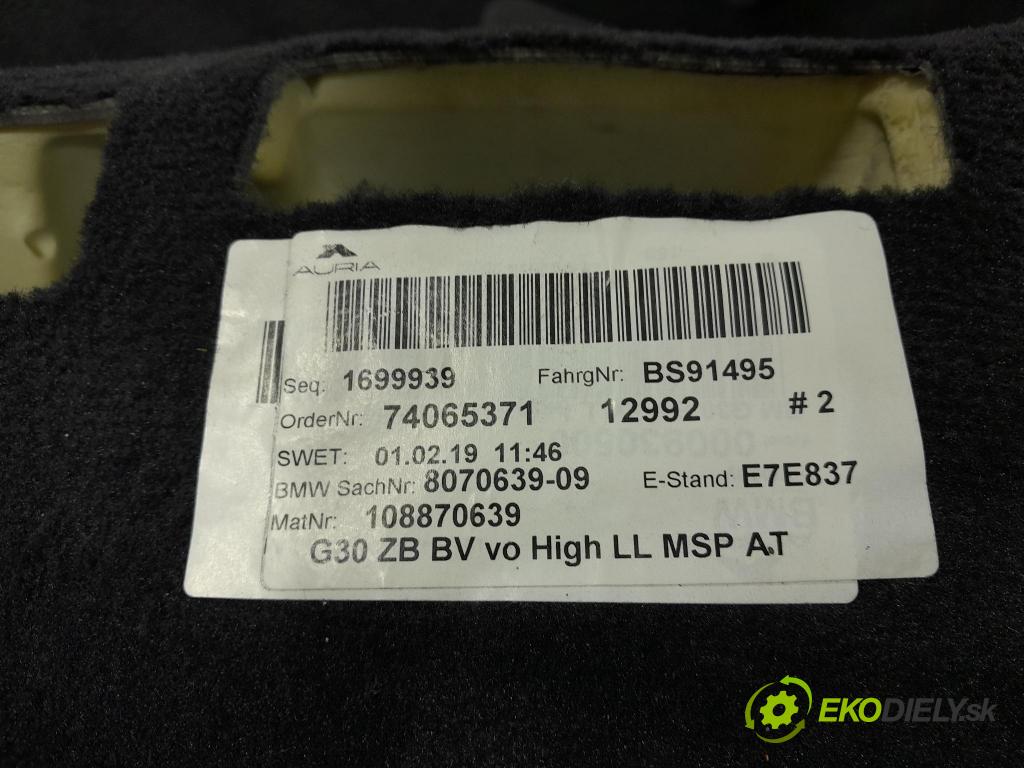 AURIA
Seq: 1699939 FahrgNr: BS91495
OrderNr: 74065371 12992 # 2
SWET: 01.02.19 11:46
BMW SachNr: 8070639-09 E-Stand: E7E837
MatNr: 108870639
G30 ZB BV vo High LL MSP A.T
EKODIELY.sk